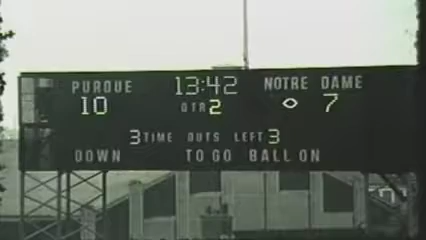 PURDUE 13:42 NOTRE DAME
10 QTR 2 7
3 TIME OUTS LEFT 3
DOWN TO GO BALL ON